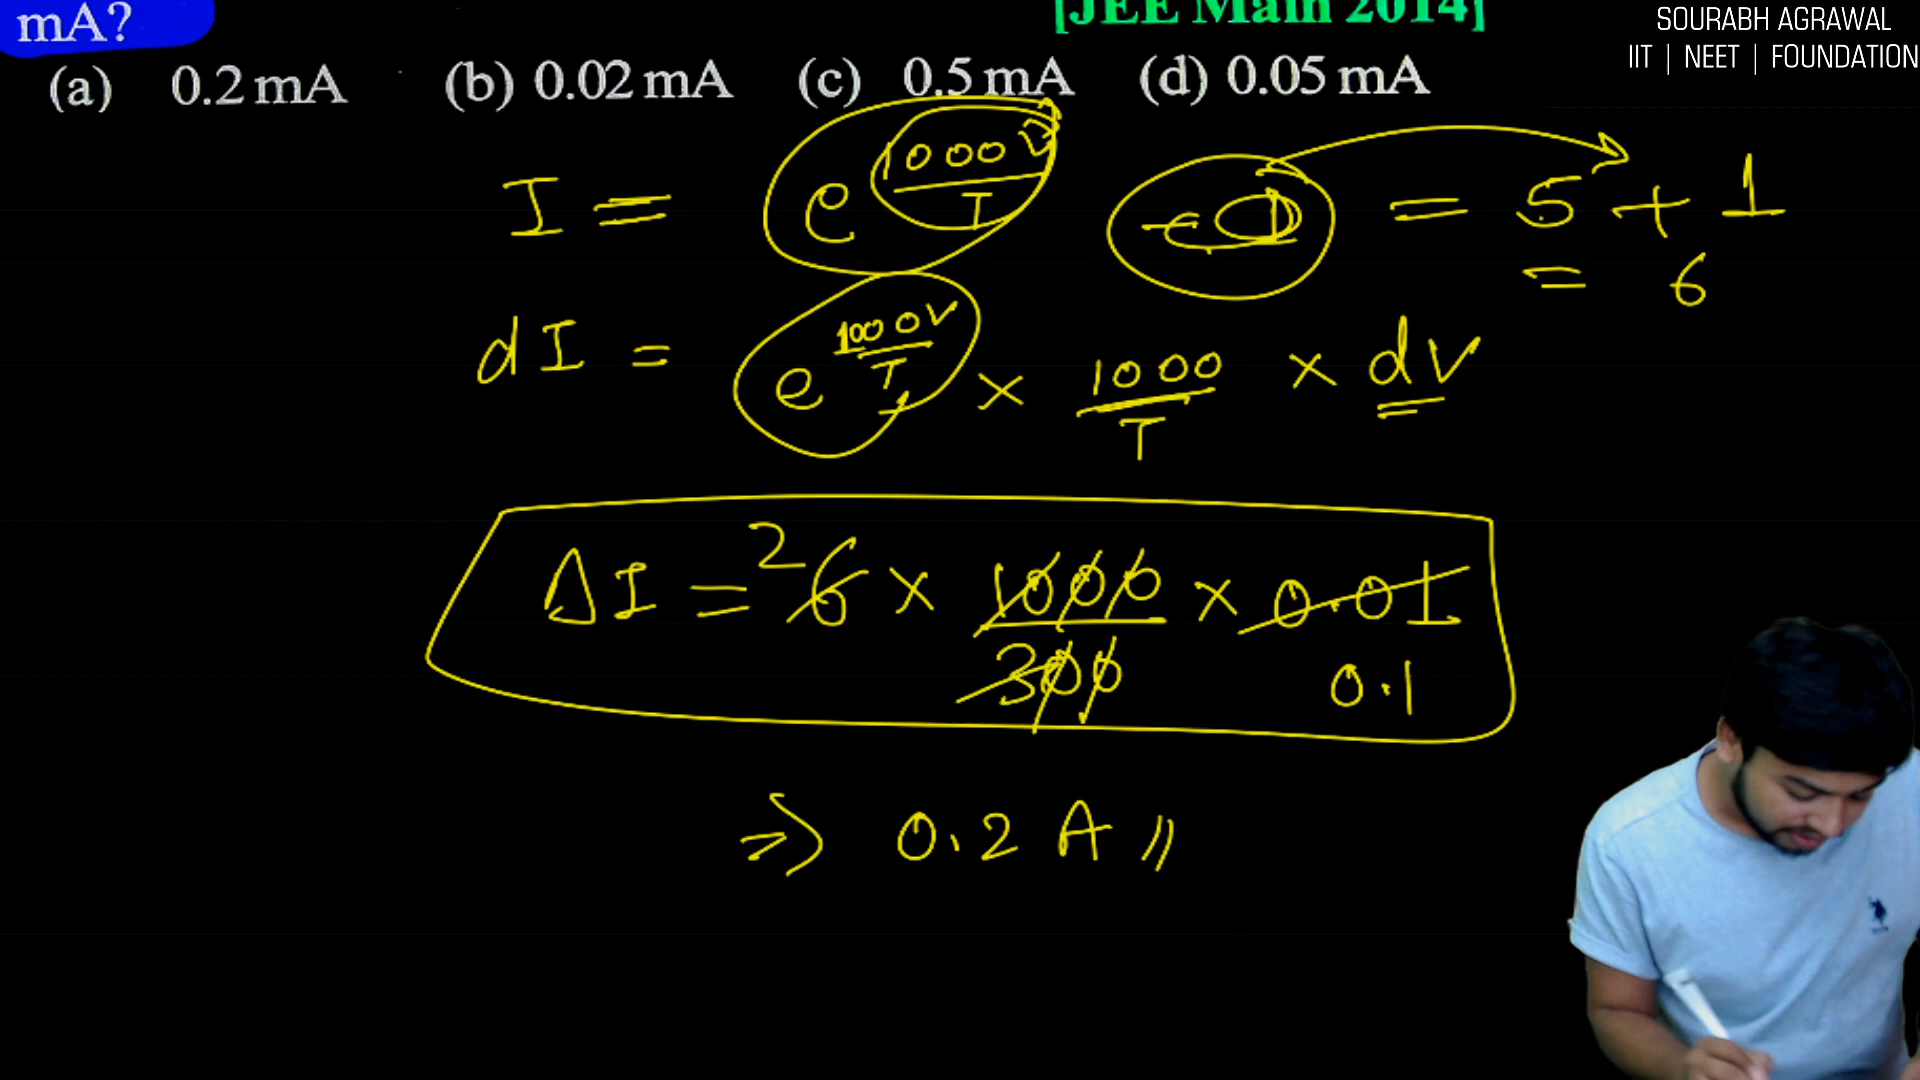 mA?
[JEE Main 2014]
SOURABH AGRAWAL
IIT | NEET | FOUNDATION
(a) 0.2 mA (b) 0.02 mA (c) 0.5 mA (d) 0.05 mA
I = e^(1000V/T) - 1 = 5 + 1
= 6
dI = e^(1000V/T) × 1000/T × dV
ΔI = 2 6 × 1000/300 × 0.01
0.1
⇒ 0.2 A //